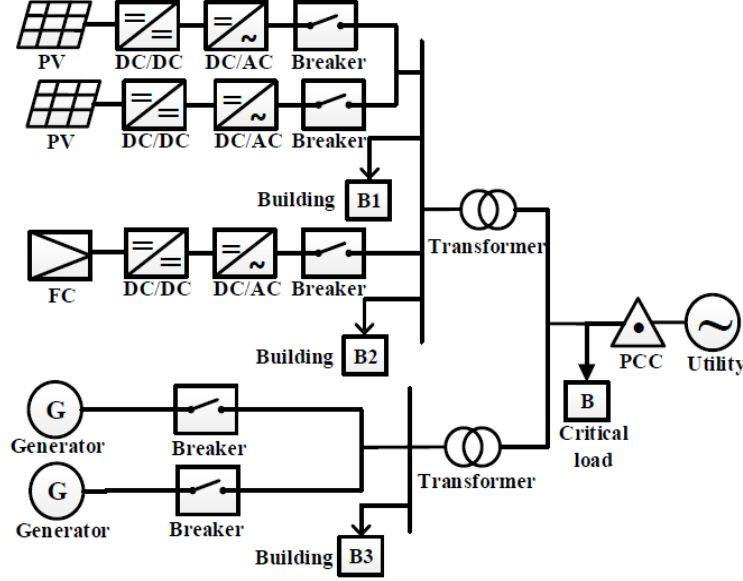 PV
DC/DC
DC/AC
Breaker
PV
DC/DC
DC/AC
Breaker
Building
B1
Transformer
FC
DC/DC
DC/AC
Breaker
Building
B2
PCC
Utility
B
Critical
load
G
Generator
Breaker
G
Generator
Breaker
Transformer
Building
B3